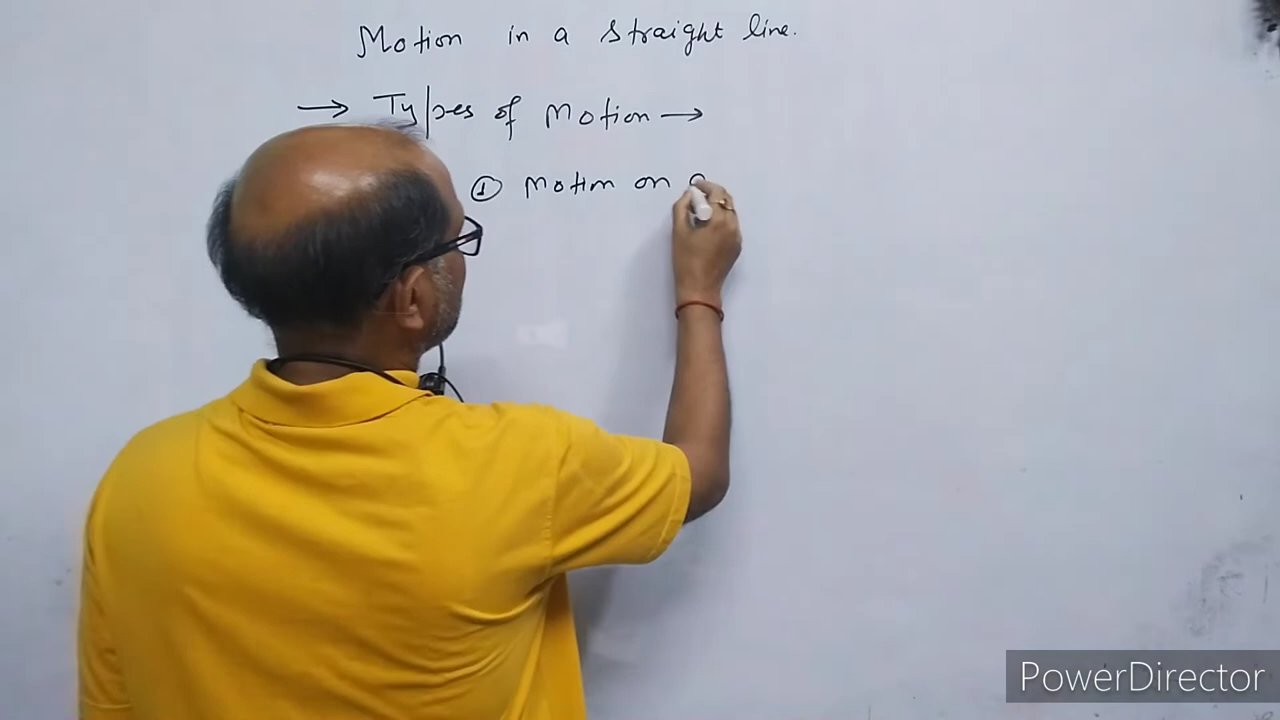 Motion in a straight line.
→ Types of Motion →
① Motion on a
PowerDirector